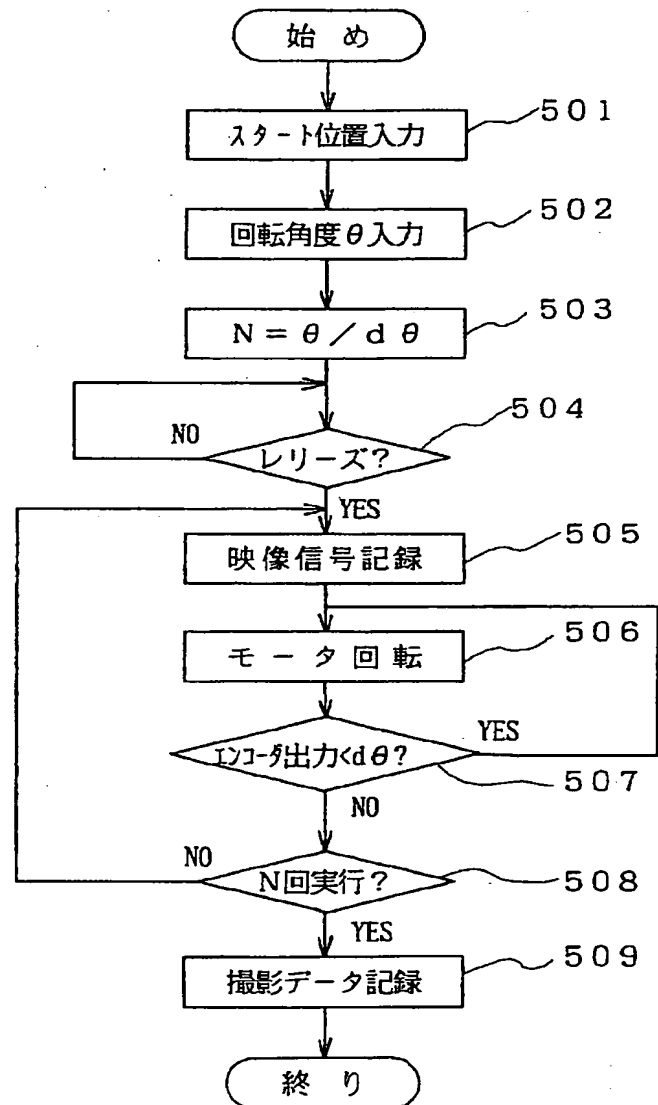 始め
スタート位置入力
501
回転角度θ入力
502
N=θ/dθ
503
レリーズ?
504
NO
YES
映像信号記録
505
モータ回転
506
エンコーダ出力<dθ?
YES
507
NO
N回実行?
NO
508
YES
撮影データ記録
509
終り